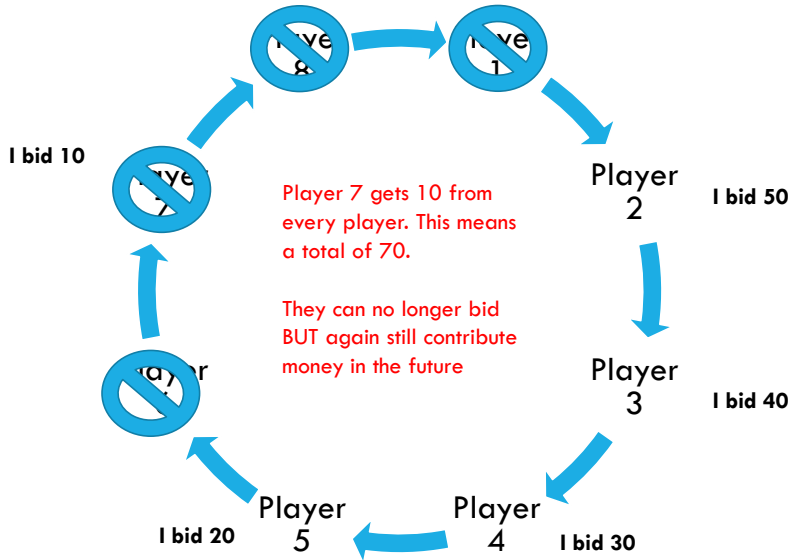 I bid 10
Player
2
I bid 50
Player 7 gets 10 from
every player. This means
a total of 70.
They can no longer bid
BUT again still contribute
money in the future
Player
3
I bid 40
Player
5
I bid 20
Player
4
I bid 30